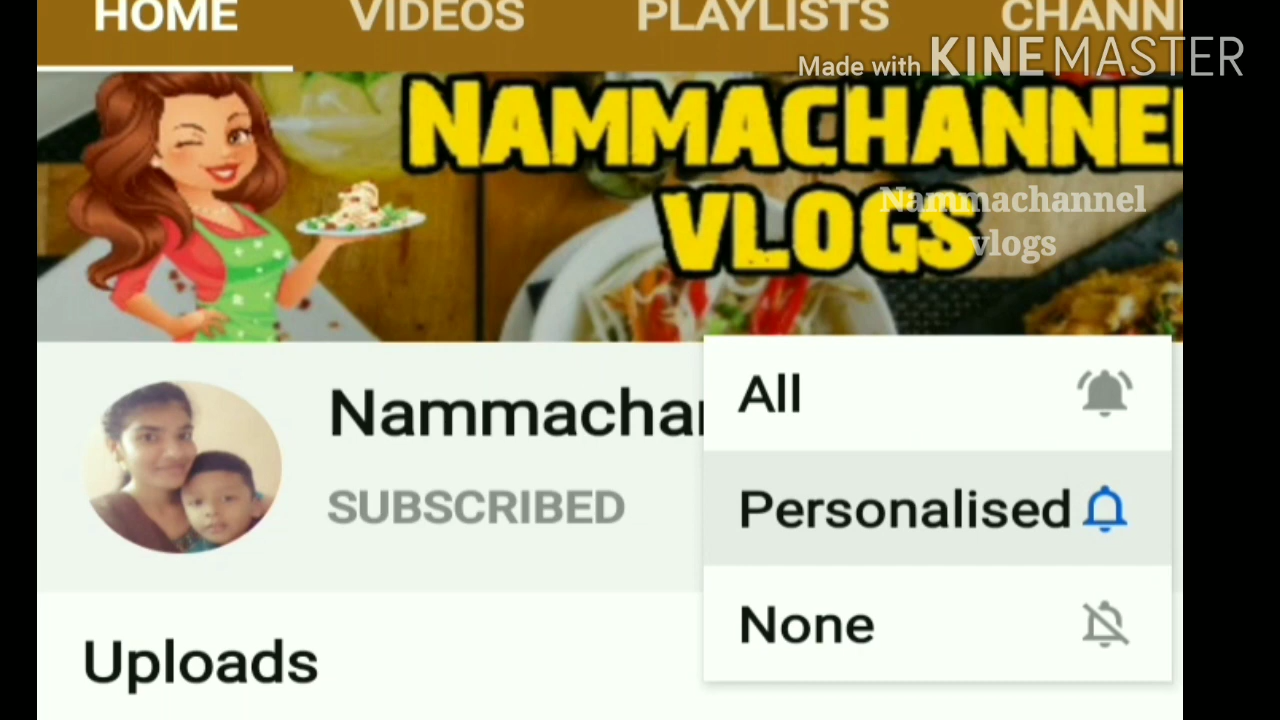 HOME VIDEOS PLAYLISTS CHANN
Made with KINEMASTER
NAMMACHANNEL
VLOGS
Nammachannel
vlogs
Nammachan
SUBSCRIBED
All
Personalised
None
Uploads